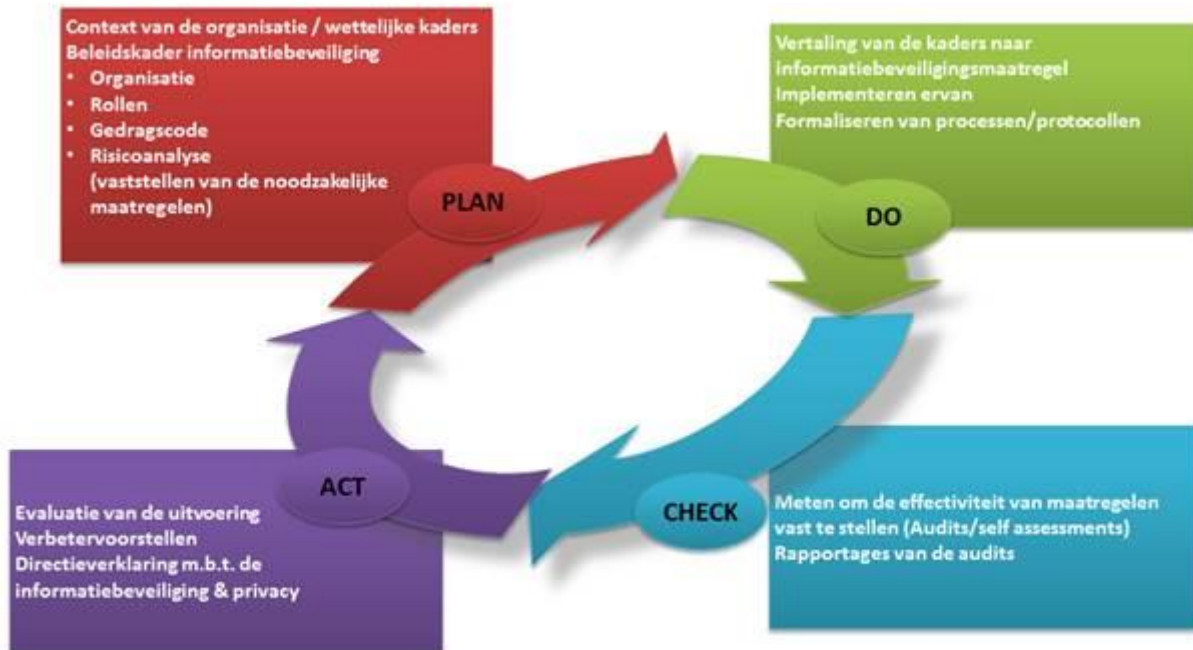 Context van de organisatie / wettelijke kaders
Beleidskader informatiebeveiliging
• Organisatie
• Rollen
• Gedragscode
• Risicoanalyse
(vaststellen van de noodzakelijke
maatregelen)
PLAN
Vertaling van de kaders naar
informatiebeveiligingsmaatregel
Implementeren ervan
Formaliseren van processen/protocollen
DO
Evaluatie van de uitvoering
Verbetervoorstellen
Directieverklaring m.b.t. de
informatiebeveiliging & privacy
ACT
CHECK
Meten om de effectiviteit van maatregelen
vast te stellen (Audits/self assessments)
Rapportages van de audits